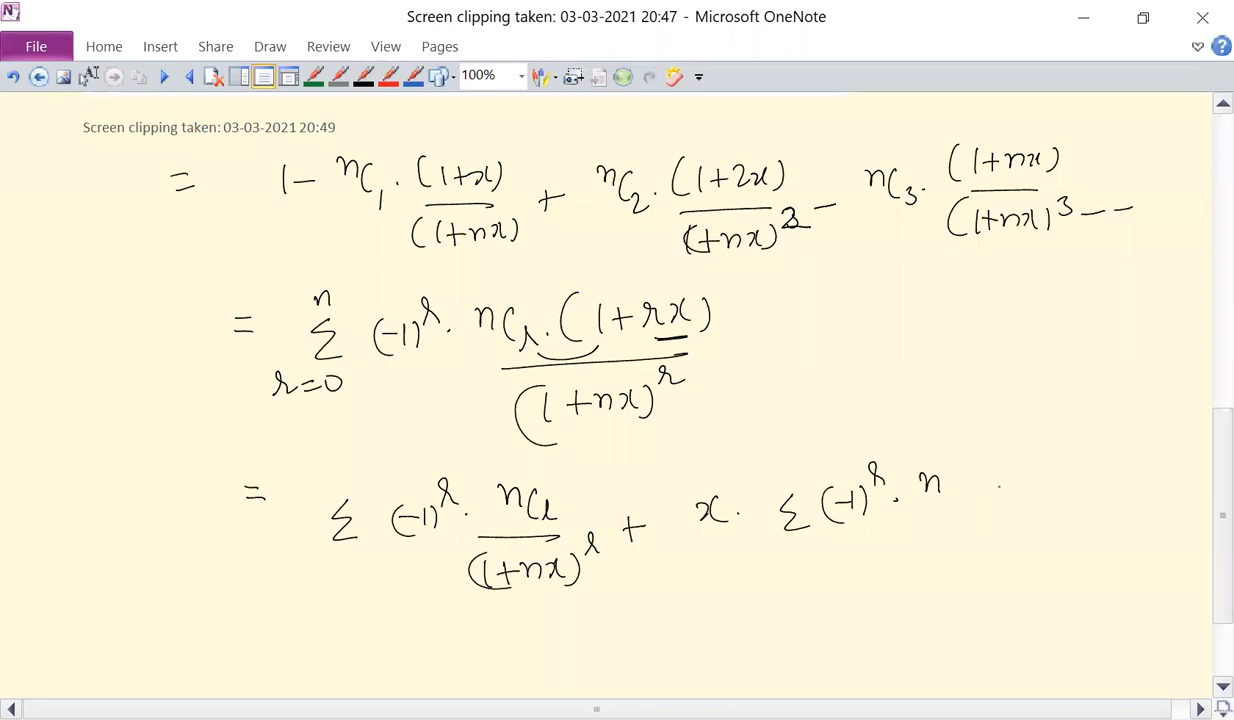 Screen clipping taken: 03-03-2021 20:47 - Microsoft OneNote
File Home Insert Share Draw Review View Pages
100%
Screen clipping taken: 03-03-2021 20:49
= 1 - nC₁ · (1+x)/(1+nx) + nC₂ · (1+2x)/(1+nx)² - nC₃ · (1+nx)/(1+nx)³ - -
= n Σ r=0 (-1)^r · nCr · (1+rx)/(1+nx)^r
= Σ (-1)^r · nCr/(1+nx)^r + x · Σ (-1)^r · n